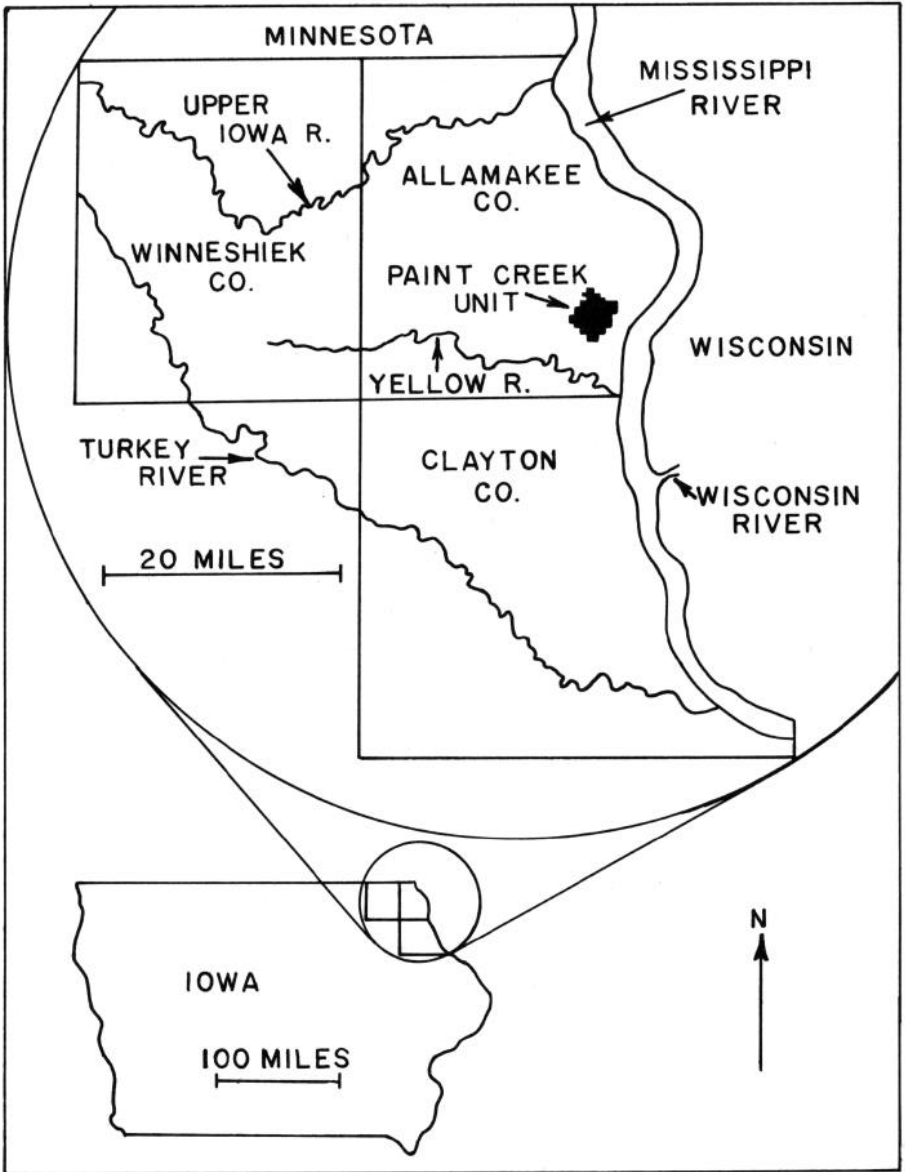 MINNESOTA
MISSISSIPPI
RIVER
UPPER
IOWA R.
ALLAMAKEE
CO.
WINNESHIEK
CO.
PAINT CREEK
UNIT
WISCONSIN
YELLOW R.
TURKEY
RIVER
CLAYTON
CO.
WISCONSIN
RIVER
20 MILES
N
IOWA
100 MILES